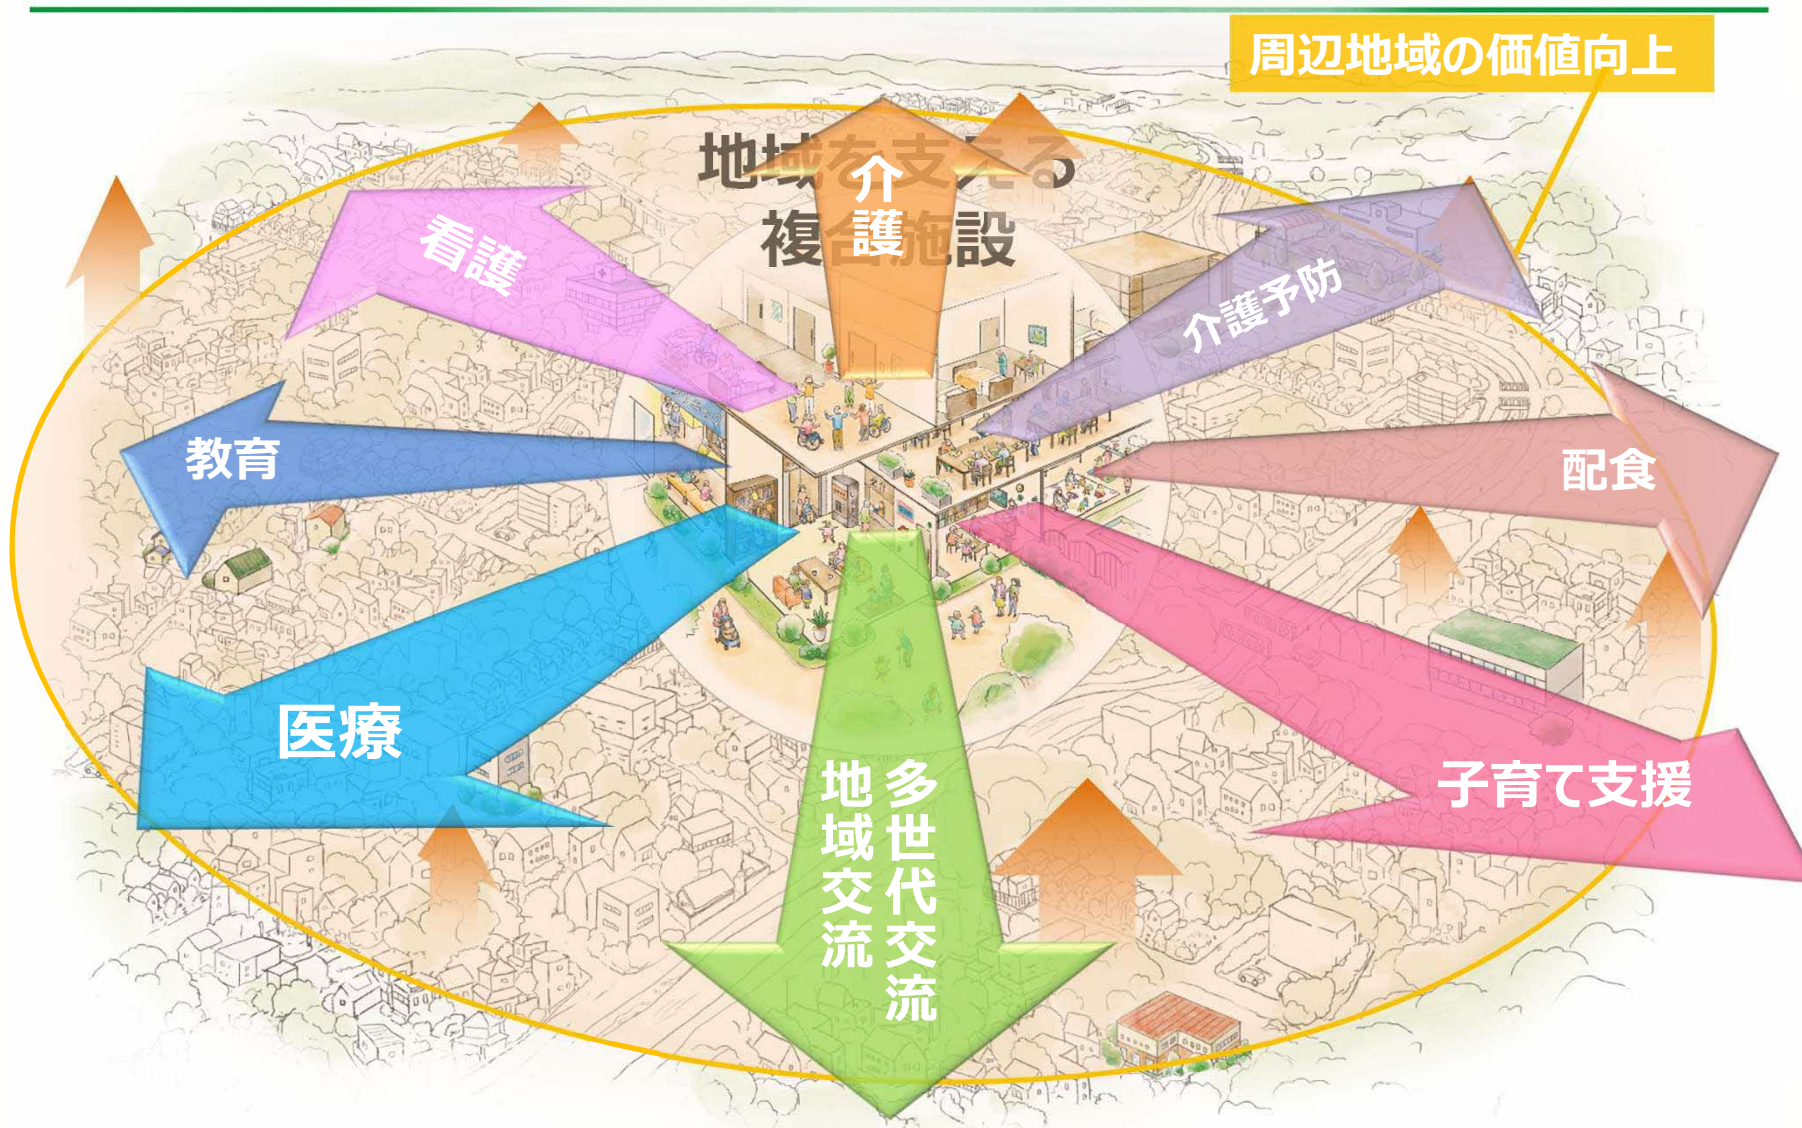 周辺地域の価値向上
地域を支える
複合施設
介護
看護
介護予防
教育
配食
医療
子育て支援
多世代交流
地域交流